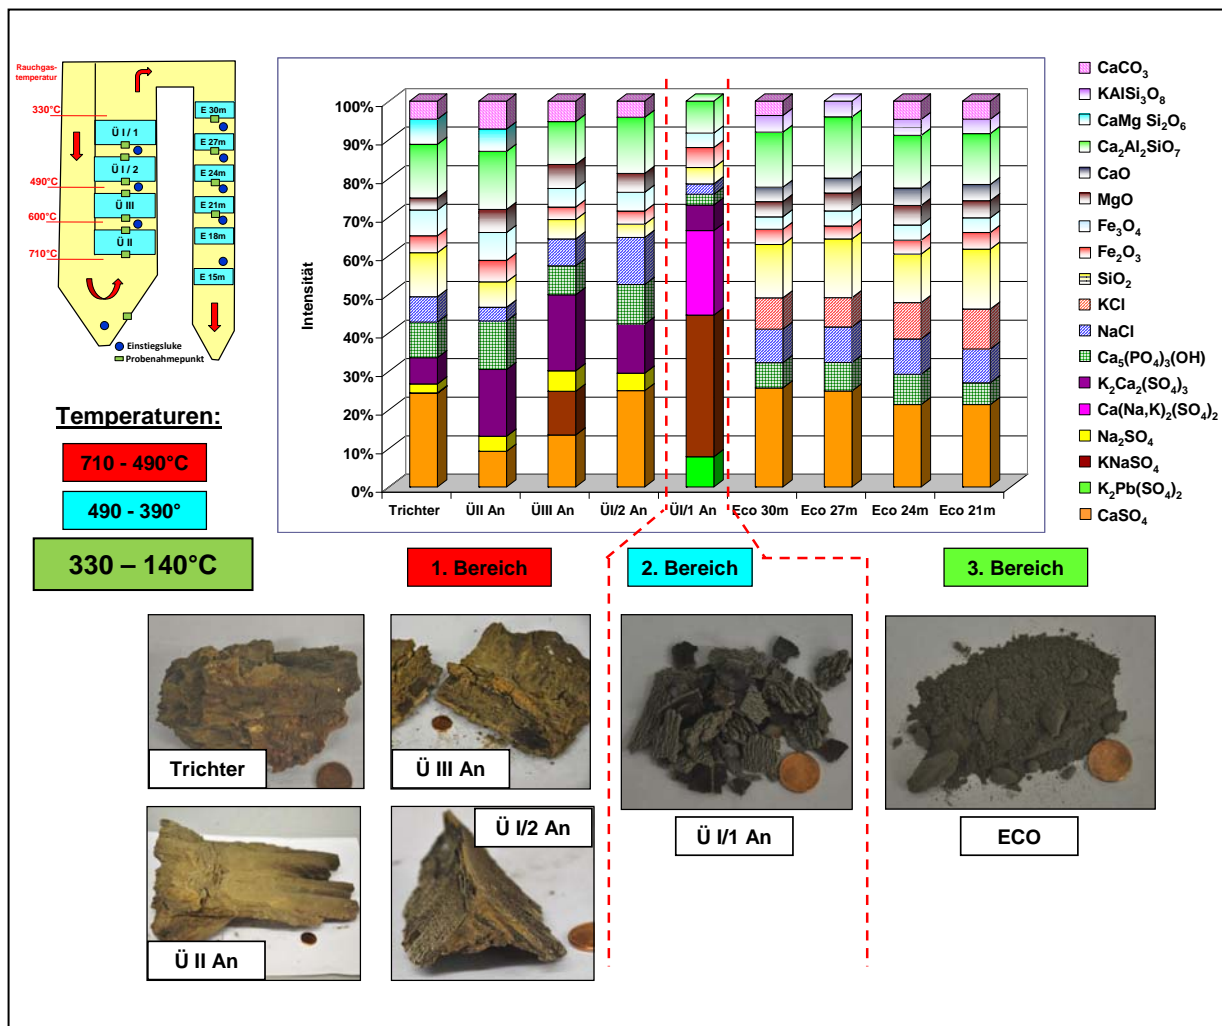 Rauchgas-
temperatur
330°C
490°C
600°C
710°C
Ü I / 1
Ü I / 2
Ü III
Ü II
E 30m
E 27m
E 24m
E 21m
E 18m
E 15m
Einstiegsluke
Probenahmepunkt
Temperaturen:
710 - 490°C
490 - 390°
330 – 140°C
Intensität
100%
90%
80%
70%
60%
50%
40%
30%
20%
10%
0%
Trichter ÜII An ÜIII An ÜI/2 An ÜI/1 An Eco 30m Eco 27m Eco 24m Eco 21m
CaCO₃
KAlSi₃O₈
CaMg Si₂O₆
Ca₂Al₂SiO₇
CaO
MgO
Fe₃O₄
Fe₂O₃
SiO₂
KCl
NaCl
Ca₅(PO₄)₃(OH)
K₂Ca₂(SO₄)₃
Ca(Na,K)₂(SO₄)₂
Na₂SO₄
KNaSO₄
K₂Pb(SO₄)₂
CaSO₄
1. Bereich
2. Bereich
3. Bereich
Trichter
Ü III An
Ü II An
Ü I/2 An
Ü I/1 An
ECO